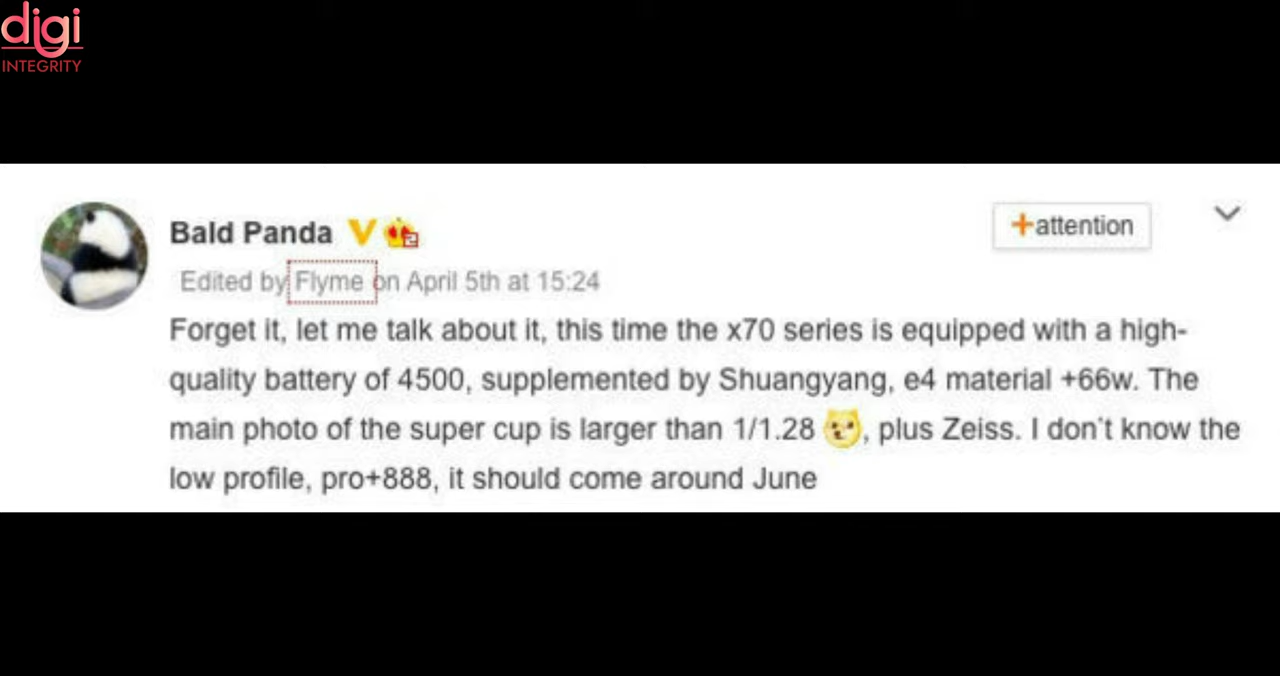 digi
INTEGRITY
Bald Panda
+attention
Edited by Flyme on April 5th at 15:24
Forget it, let me talk about it, this time the x70 series is equipped with a high-
quality battery of 4500, supplemented by Shuangyang, e4 material +66w. The
main photo of the super cup is larger than 1/1.28 , plus Zeiss. I don't know the
low profile, pro+888, it should come around June